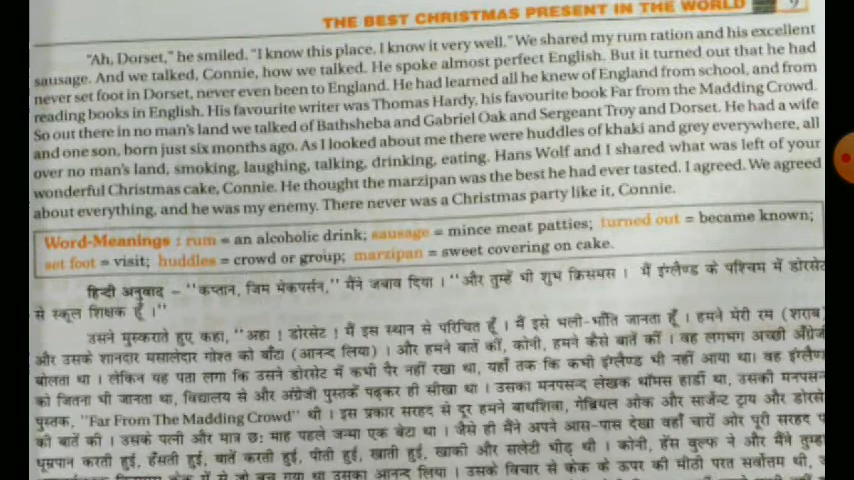 THE BEST CHRISTMAS PRESENT IN THE WORLD 9
"Ah, Dorset," he smiled. "I know this place. I know it very well." We shared my rum ration and his excellent
sausage. And we talked, Connie, how we talked. He spoke almost perfect English. But it turned out that he had
never set foot in Dorset, never even been to England. He had learned all he knew of England from school, and from
reading books in English. His favourite writer was Thomas Hardy, his favourite book Far from the Madding Crowd.
So out there in no man's land we talked of Bathsheba and Gabriel Oak and Sergeant Troy and Dorset. He had a wife
and one son, born just six months ago. As I looked about me there were huddles of khaki and grey everywhere, all
over no man's land, smoking, laughing, talking, drinking, eating. Hans Wolf and I shared what was left of your
wonderful Christmas cake, Connie. He thought the marzipan was the best he had ever tasted. I agreed. We agreed
about everything, and he was my enemy. There never was a Christmas party like it, Connie.
Word-Meanings : rum = an alcoholic drink; sausage = mince meat patties; turned out = became known;
set foot = visit; huddles = crowd or group; marzipan = sweet covering on cake.
हिन्दी अनुवाद – "कप्तान, जिम मेकपर्सन," मैंने जवाब दिया। "और तुम्हें भी शुभ क्रिसमस। मैं इंग्लैण्ड के पश्चिम में डोरसेट
से स्कूल शिक्षक हूँ।"
उसने मुस्कराते हुए कहा, "अहा! डोरसेट! मैं इस स्थान से परिचित हूँ। मैं इसे भली-भाँति जानता हूँ। हमने मेरी रम (शराब)
और उसके शानदार मसालेदार गोश्त को बाँटा (आनन्द लिया)। और हमने बातें कीं, कोनी, हमने कैसे बातें कीं। वह लगभग अच्छी अंग्रेजी
बोलता था। लेकिन यह पता लगा कि उसने डोरसेट में कभी पैर नहीं रखा था, यहाँ तक कि कभी इंग्लैण्ड भी नहीं आया था। वह इंग्लैण्ड
को जितना भी जानता था, विद्यालय से और अंग्रेजी पुस्तकें पढ़कर ही सीखा था। उसका मनपसन्द लेखक थॉमस हार्डी था, उसकी मनपसन्द
पुस्तक, "Far From The Madding Crowd" थी। इस प्रकार सरहद से दूर हमने बाथशिबा, गेब्रियल ओक और सार्जेन्ट ट्राय और डोरसेट
की बातें कीं। उसके पत्नी और मात्र छः माह पहले जन्मा एक बेटा था। जैसे ही मैंने अपने आस-पास देखा वहाँ चारों ओर पूरी सरहद प
धूम्रपान करती हुई, हँसती हुई, बातें करती हुई, पीती हुई, खाती हुई, खाकी और सलेटी भीड़ थी। कोनी, हँस वुल्फ ने और मैंने तुम्हा
में से जो बच गया था उसका आनन्द लिया। उसके विचार से केक के ऊपर की मीठी परत सर्वोत्तम थी,